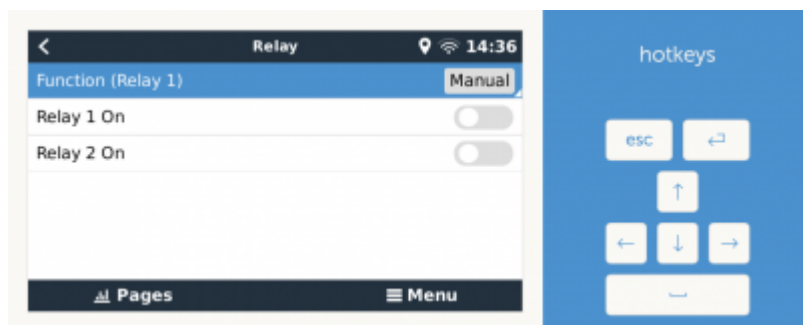 Relay 14:36
Function (Relay 1) Manual
Relay 1 On
Relay 2 On
Pages Menu
hotkeys
esc